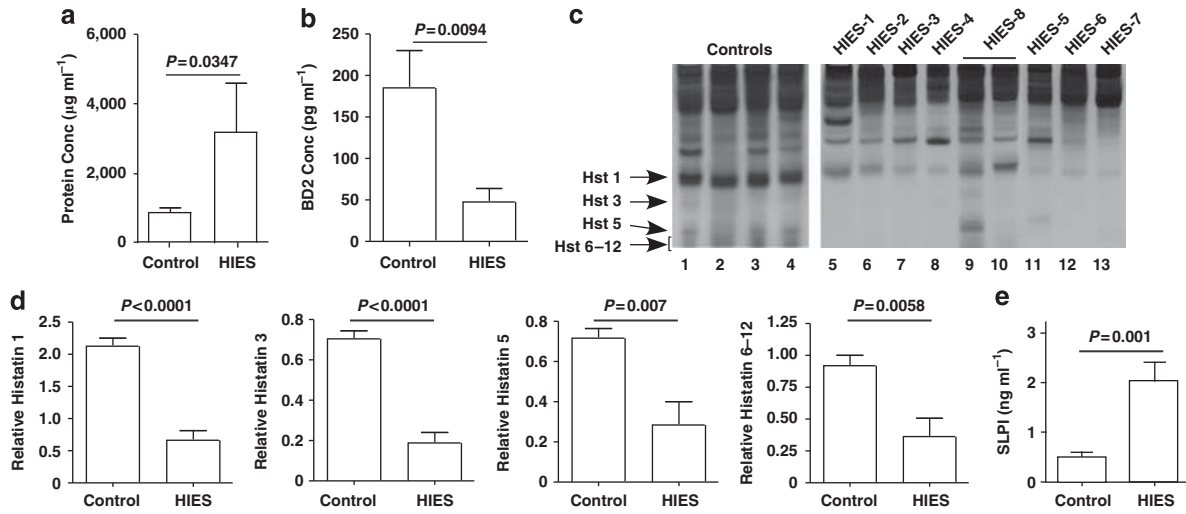 a
Protein Conc (μg ml⁻¹)
6,000
4,000
2,000
0
P=0.0347
Control HIES
b
BD2 Conc (pg ml⁻¹)
250
200
150
100
50
0
P=0.0094
Control HIES
c
Controls
HIES-1 HIES-2 HIES-3 HIES-4 HIES-8 HIES-5 HIES-6 HIES-7
Hst 1
Hst 3
Hst 5
Hst 6–12
1 2 3 4 5 6 7 8 9 10 11 12 13
d
Relative Histatin 1
2.5
2.0
1.5
1.0
0.5
0
P<0.0001
Control HIES
Relative Histatin 3
0.8
0.6
0.4
0.2
0
P<0.0001
Control HIES
Relative Histatin 5
0.8
0.6
0.4
0.2
0
P=0.007
Control HIES
Relative Histatin 6–12
1.25
1.00
0.75
0.50
0.25
0
P=0.0058
Control HIES
e
SLPI (ng ml⁻¹)
3
2
1
0
P=0.001
Control HIES